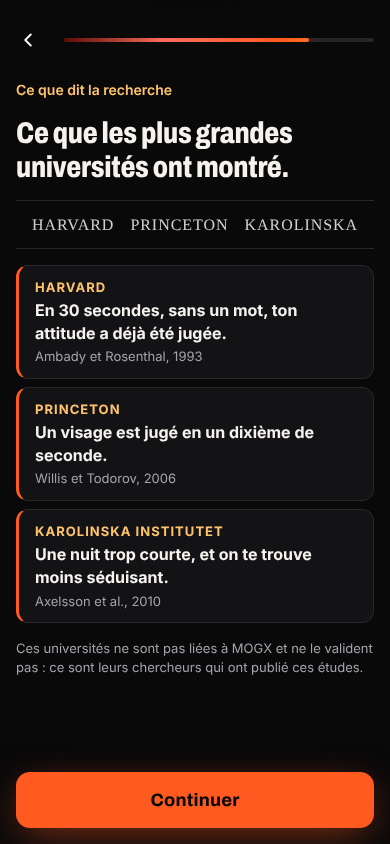 Ce que dit la recherche
Ce que les plus grandes
universités ont montré.
HARVARD PRINCETON KAROLINSKA
HARVARD
En 30 secondes, sans un mot, ton
attitude a déjà été jugée.
Ambady et Rosenthal, 1993
PRINCETON
Un visage est jugé en un dixième de
seconde.
Willis et Todorov, 2006
KAROLINSKA INSTITUTET
Une nuit trop courte, et on te trouve
moins séduisant.
Axelsson et al., 2010
Ces universités ne sont pas liées à MOGX et ne le valident
pas : ce sont leurs chercheurs qui ont publié ces études.
Continuer